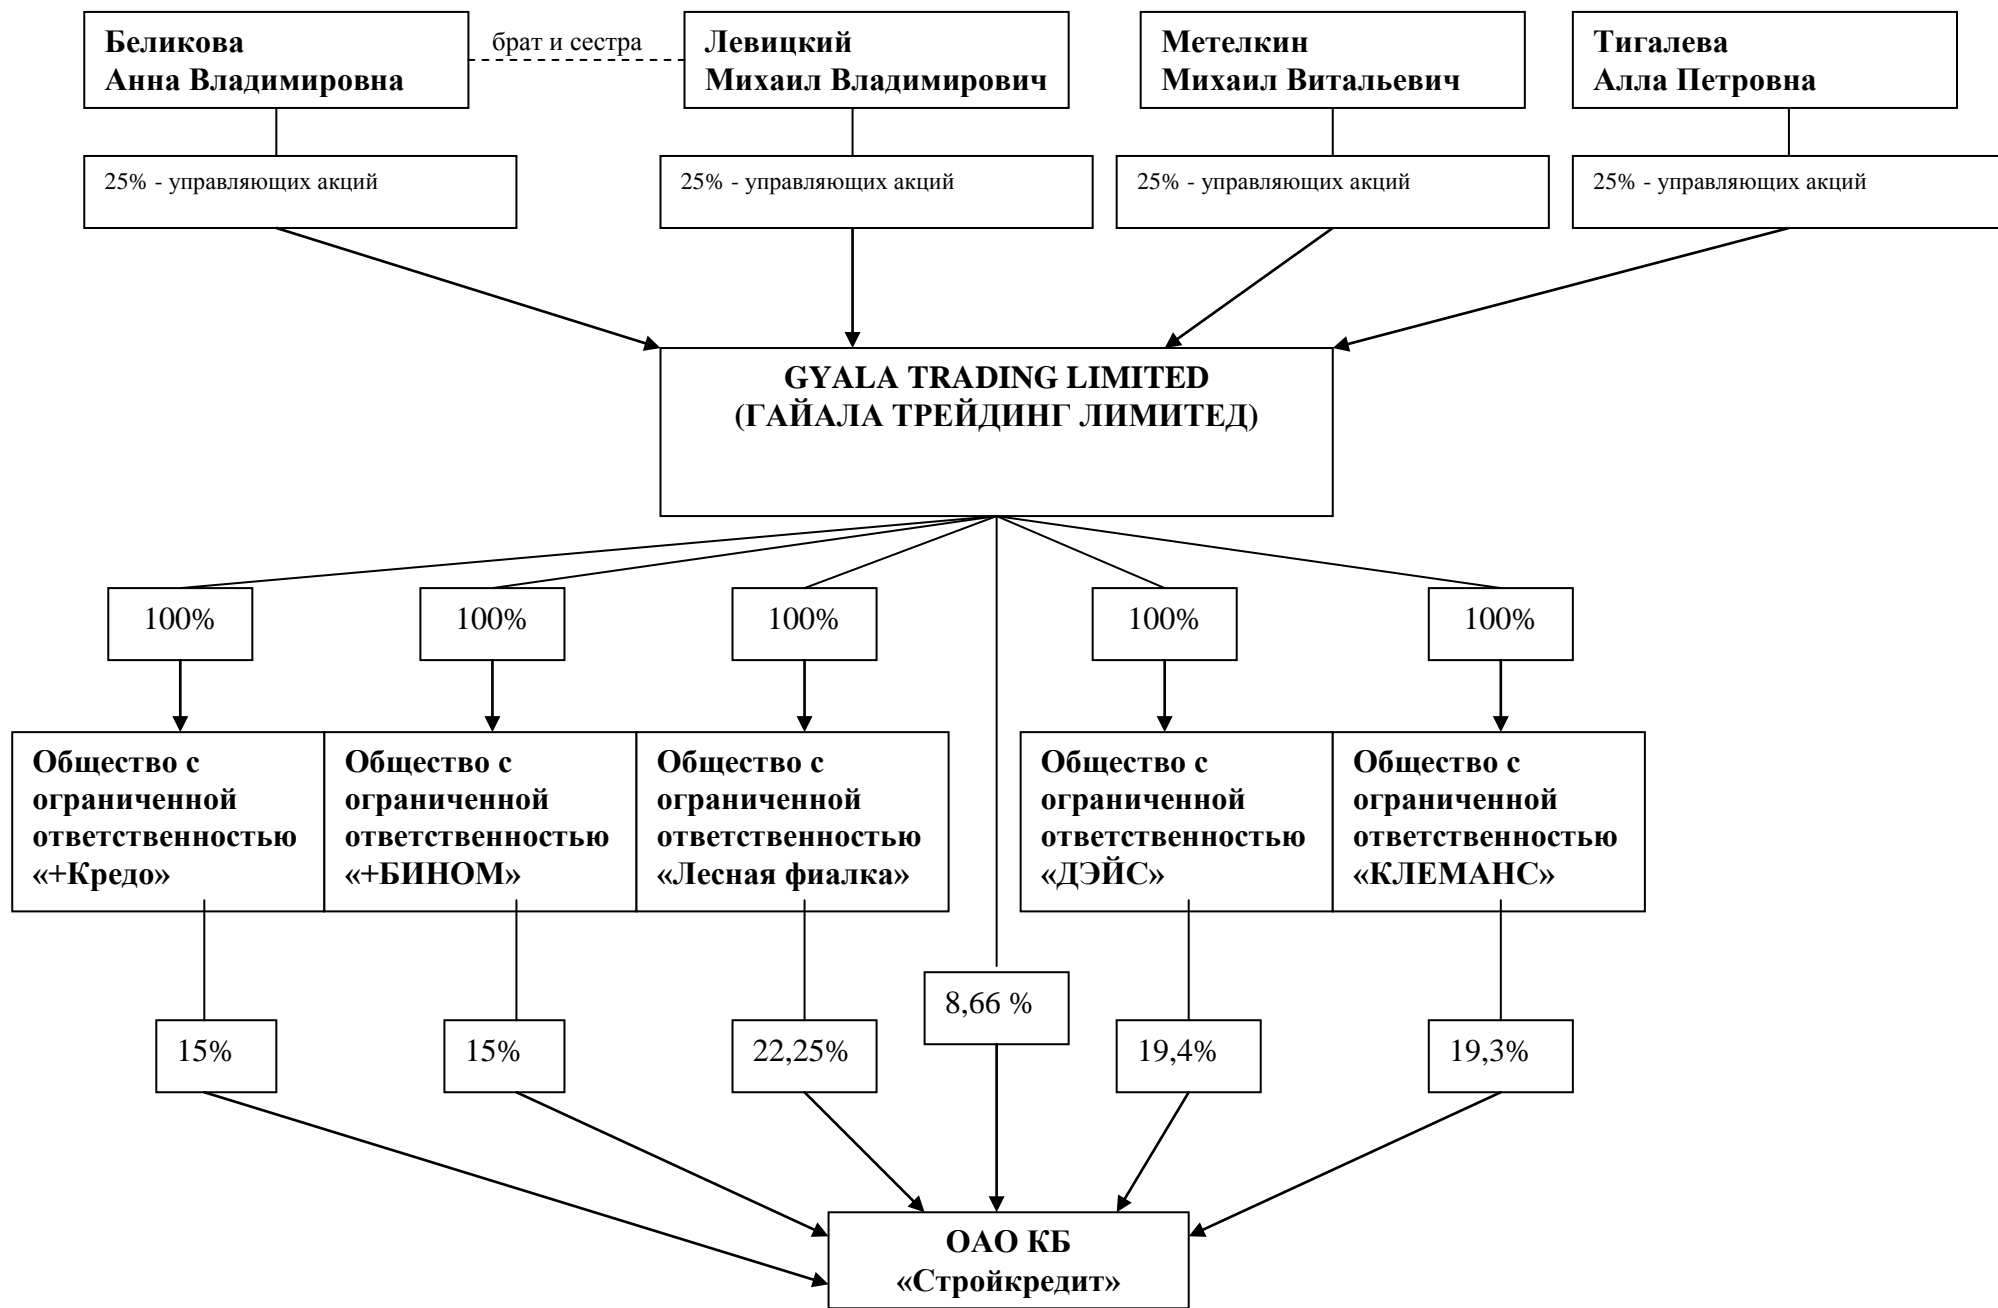 Беликова
Анна Владимировна
брат и сестра
Левицкий
Михаил Владимирович
Метелкин
Михаил Витальевич
Тигалева
Алла Петровна
25% - управляющих акций
25% - управляющих акций
25% - управляющих акций
25% - управляющих акций
GYALA TRADING LIMITED
(ГАЙАЛА ТРЕЙДИНГ ЛИМИТЕД)
100%
100%
100%
100%
100%
Общество с
ограниченной
ответственностью
«+Кредо»
Общество с
ограниченной
ответственностью
«+БИНОМ»
Общество с
ограниченной
ответственностью
«Лесная фиалка»
Общество с
ограниченной
ответственностью
«ДЭЙС»
Общество с
ограниченной
ответственностью
«КЛЕМАНС»
8,66 %
15%
15%
22,25%
19,4%
19,3%
ОАО КБ
«Стройкредит»